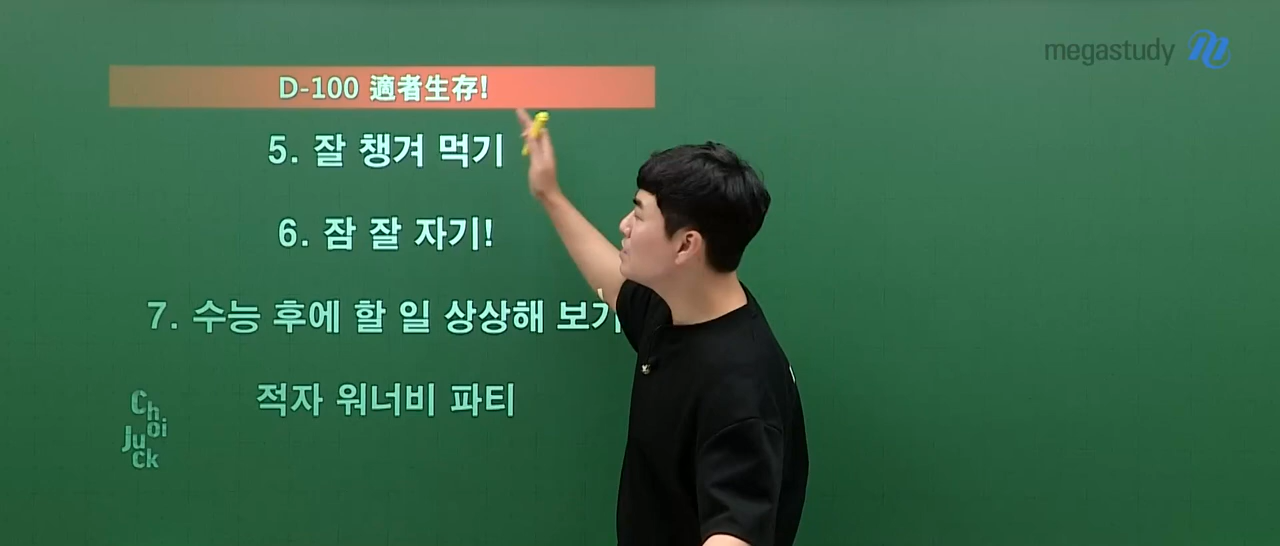 megastudy
D-100 適者生存!
5. 잘 챙겨 먹기
6. 잠 잘 자기!
7. 수능 후에 할 일 상상해 보기
적자 워너비 파티
Choi
Juck